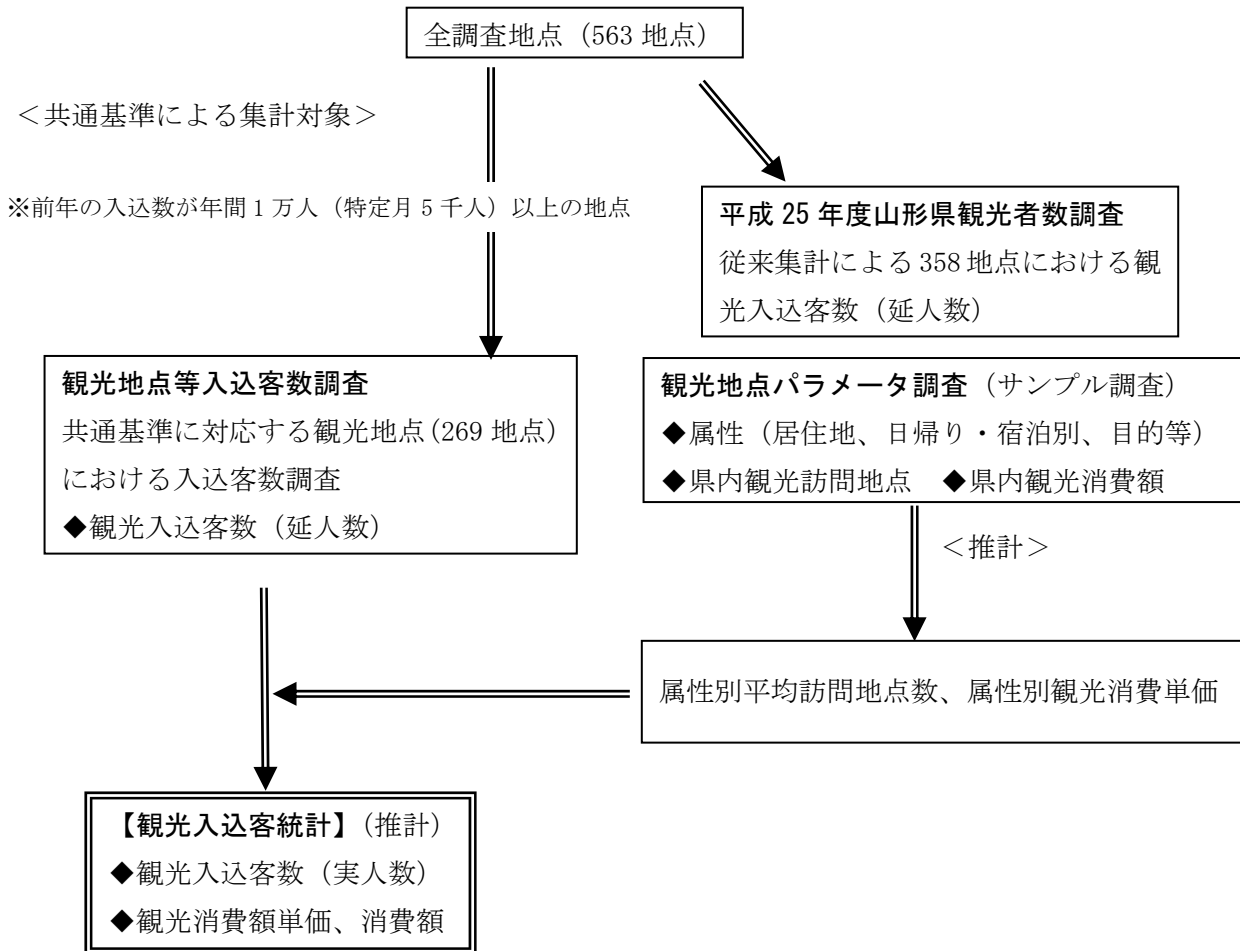 全調査地点（563 地点）
＜共通基準による集計対象＞
※前年の入込数が年間 1 万人（特定月 5 千人）以上の地点
平成 25 年度山形県観光者数調査
従来集計による 358 地点における観
光入込客数（延人数）
観光地点等入込客数調査
共通基準に対応する観光地点(269 地点)
における入込客数調査
◆観光入込客数（延人数）
観光地点パラメータ調査（サンプル調査）
◆属性（居住地、日帰り・宿泊別、目的等）
◆県内観光訪問地点　◆県内観光消費額
＜推計＞
属性別平均訪問地点数、属性別観光消費単価
【観光入込客統計】（推計）
◆観光入込客数（実人数）
◆観光消費額単価、消費額